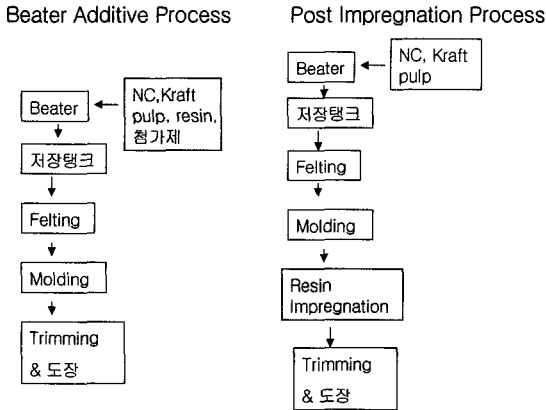 Beater Additive Process
Beater
NC,Kraft
pulp, resin,
첨가제
저장탱크
Felting
Molding
Trimming
& 도장
Post Impregnation Process
Beater
NC, Kraft
pulp
저장탱크
Felting
Molding
Resin
Impregnation
Trimming
& 도장